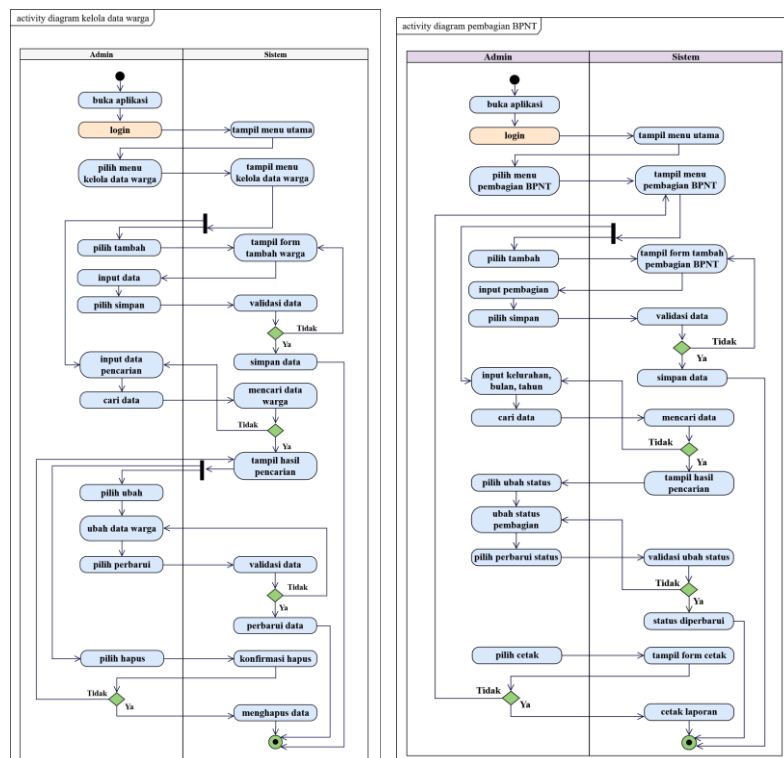 activity diagram kelola data warga
Admin
Sistem
buka aplikasi
login
tampil menu utama
pilih menu
kelola data warga
tampil menu
kelola data warga
pilih tambah
tampil form
tambah warga
input data
pilih simpan
validasi data
Tidak
Ya
input data
pencarian
simpan data
cari data
mencari data
warga
Tidak
Ya
tampil hasil
pencarian
pilih ubah
ubah data warga
pilih perbarui
validasi data
Tidak
Ya
perbarui data
pilih hapus
konfirmasi hapus
Tidak
Ya
menghapus data
activity diagram pembagian BPNT
Admin
Sistem
buka aplikasi
login
tampil menu utama
pilih menu
pembagian BPNT
tampil menu
pembagian BPNT
pilih tambah
tampil form tambah
pembagian BPNT
input pembagian
pilih simpan
validasi data
Tidak
Ya
input kelurahan,
bulan, tahun
simpan data
cari data
mencari data
Tidak
Ya
pilih ubah status
tampil hasil
pencarian
ubah status
pembagian
pilih perbarui status
validasi ubah status
Tidak
Ya
status diperbarui
pilih cetak
tampil form cetak
Tidak
Ya
cetak laporan